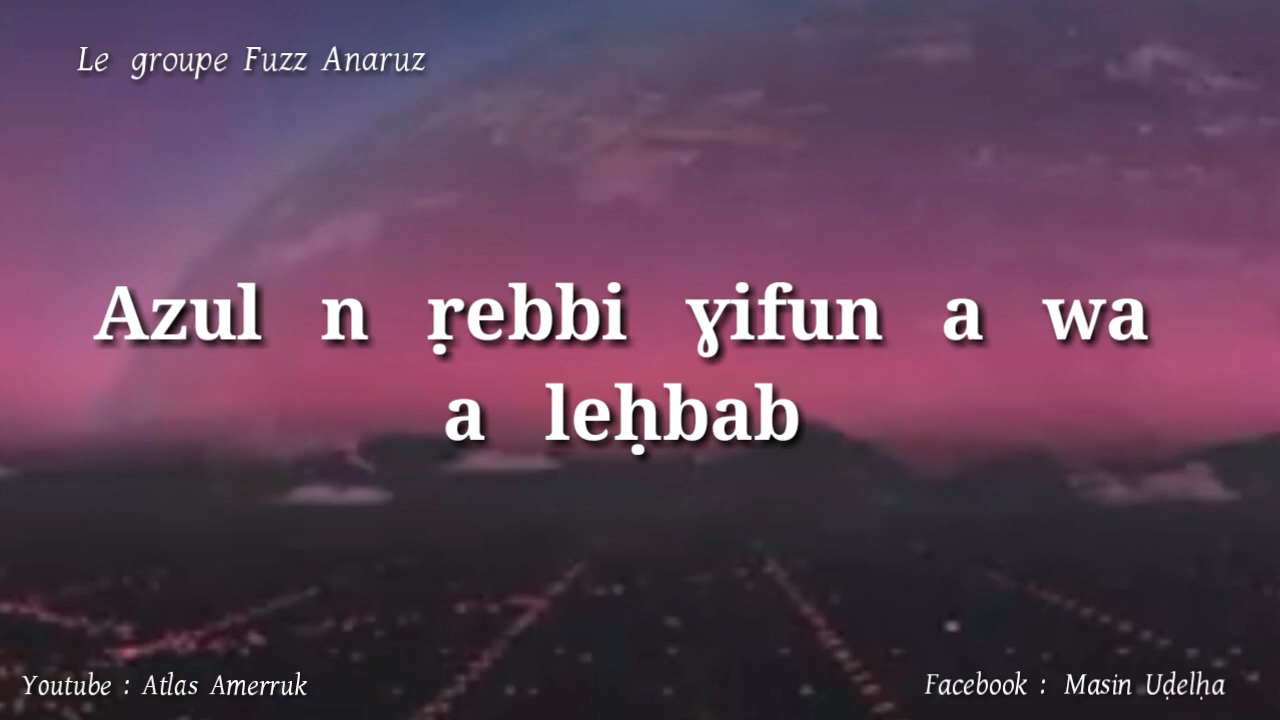 Le groupe Fuzz Anaruz
Azul n ṛebbi ɣifun a wa
a leḥbab
Youtube : Atlas Amerruk
Facebook : Masin Uḍelḥa